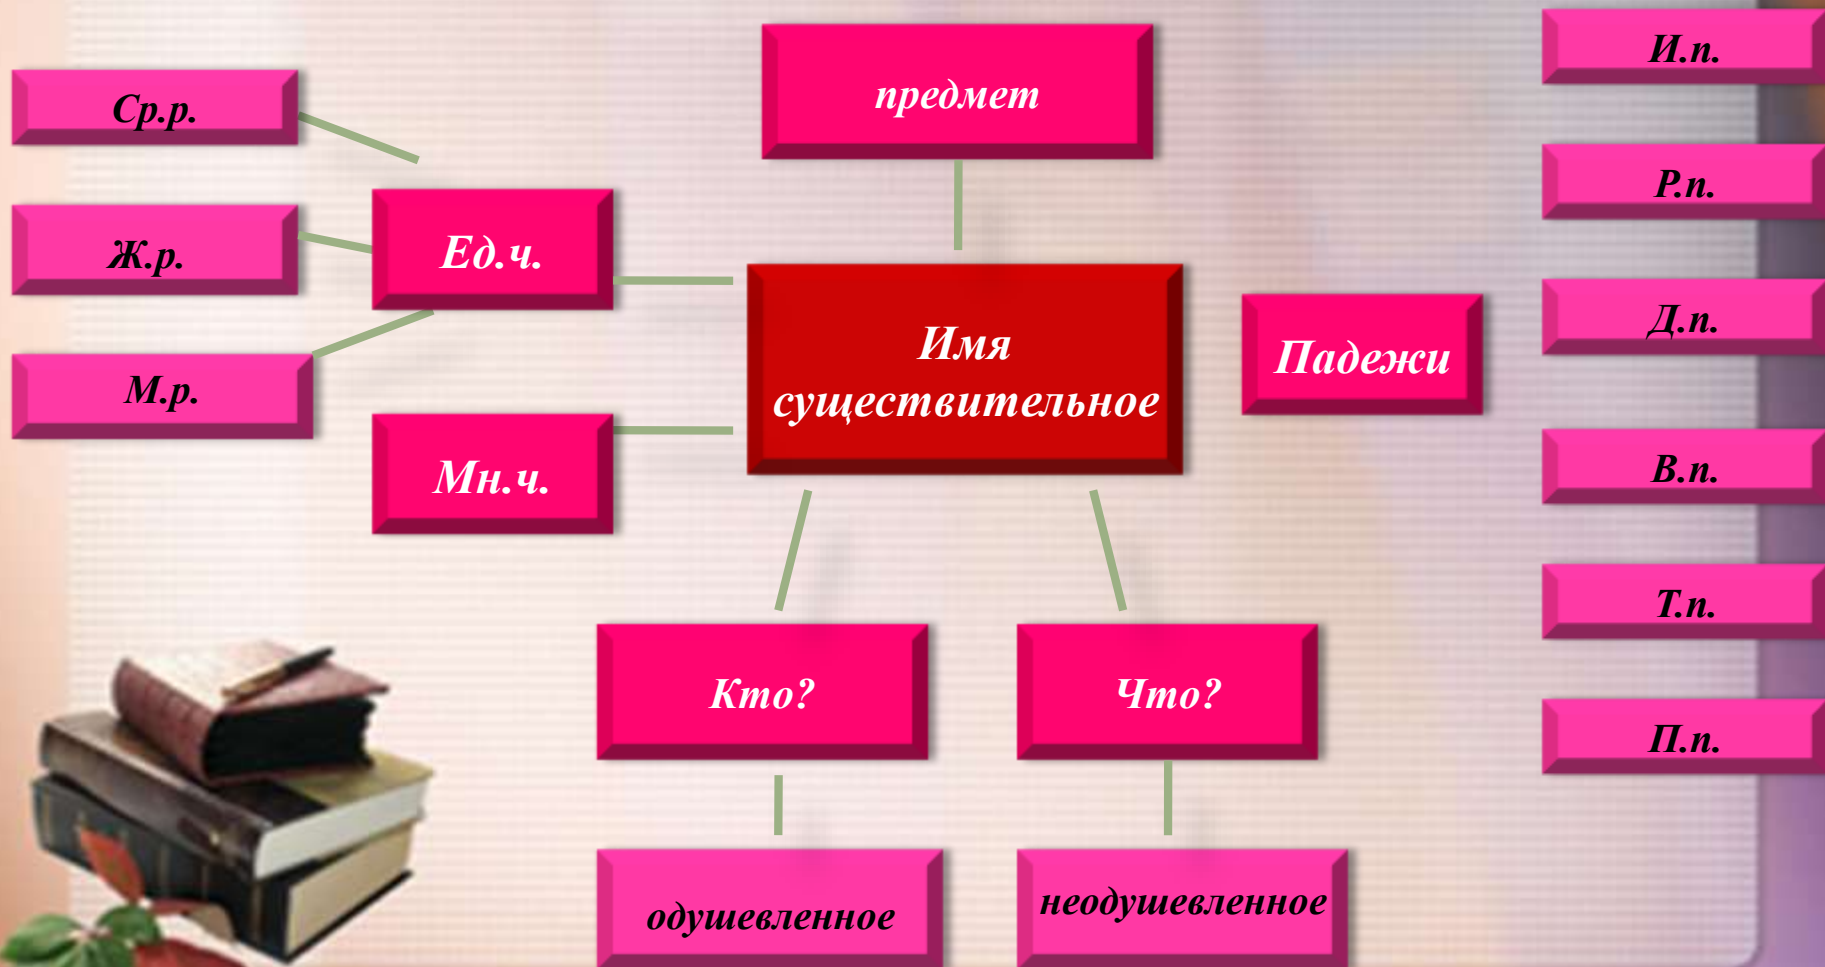 предмет
Ср.р.
Ж.р.
М.р.
Ед.ч.
Мн.ч.
Имя
существительное
Падежи
И.п.
Р.п.
Д.п.
В.п.
Т.п.
П.п.
Кто?
Что?
одушевленное
неодушевленное